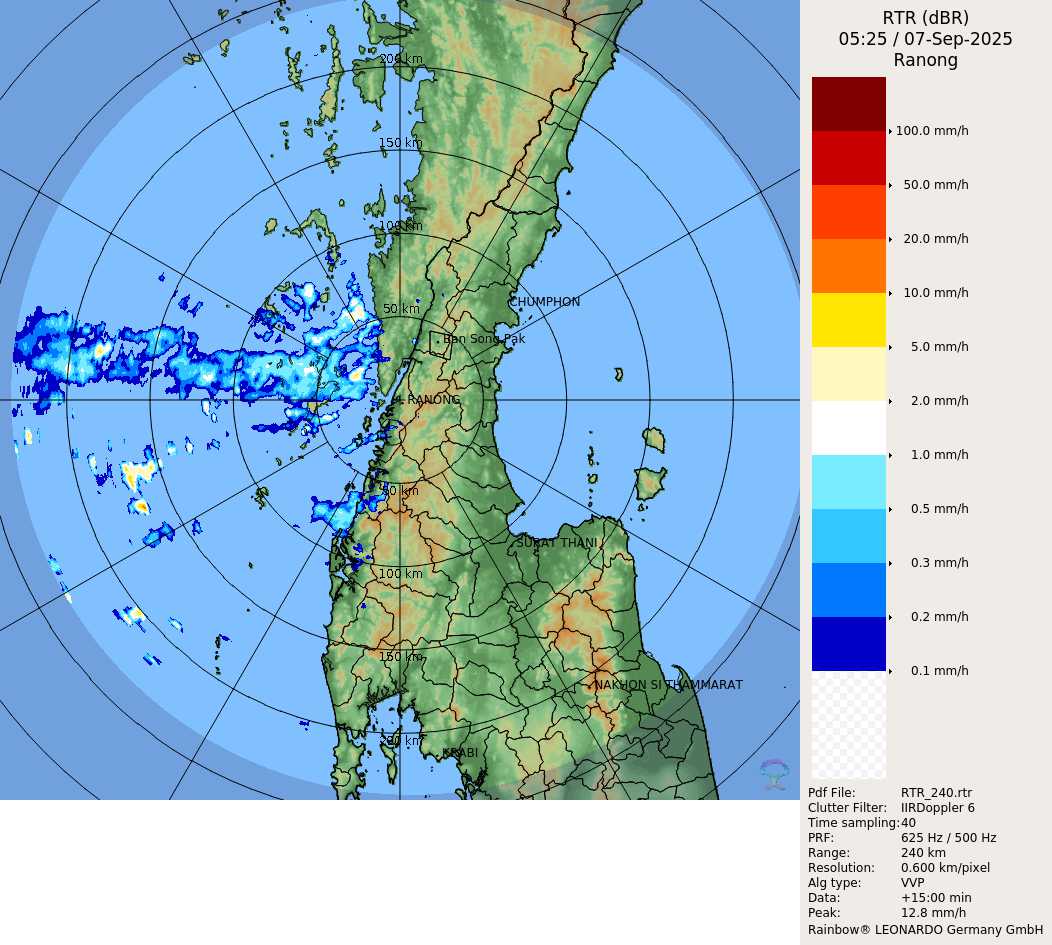 RTR (dBR)
05:25 / 07-Sep-2025
Ranong
100.0 mm/h
50.0 mm/h
20.0 mm/h
10.0 mm/h
5.0 mm/h
2.0 mm/h
1.0 mm/h
0.5 mm/h
0.3 mm/h
0.2 mm/h
0.1 mm/h
Pdf File: RTR_240.rtr
Clutter Filter: IIRDoppler 6
Time sampling: 40
PRF: 625 Hz / 500 Hz
Range: 240 km
Resolution: 0.600 km/pixel
Alg type: VVP
Data: +15:00 min
Peak: 12.8 mm/h
Rainbow® LEONARDO Germany GmbH
200 km
150 km
100 km
CHUMPHON
50 km
Ban Song Pak
RANONG
50 km
SURAT THANI
100 km
150 km
NAKHON SI THAMMARAT
200 km
KRABI